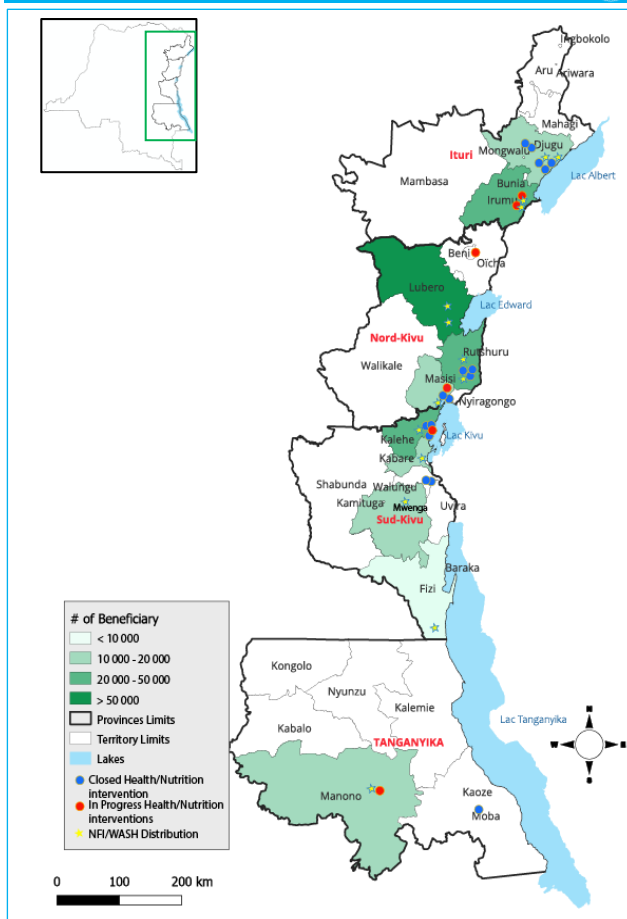 Ingbokolo
Aru
Ariwara
Mahagi
Mongwalu
Djugu
Ituri
Lac Albert
Mambasa
Bunia
Irumu
Beni
Oïcha
Lubero
Lac Edward
Nord-Kivu
Rutshuru
Walikale
Masisi
Nyiragongo
Lac Kivu
Kalehe
Kabare
Shabunda
Walungu
Kamituga
Mwenga
Uvira
Sud-Kivu
Baraka
Fizi
# of Beneficiary
< 10 000
10 000 - 20 000
20 000 - 50 000
> 50 000
Provinces Limits
Territory Limits
Lakes
Closed Health/Nutrition
intervention
In Progress Health/Nutrition
interventions
NFI/WASH Distribution
Kongolo
Nyunzu
Kalemie
Kabalo
TANGANYIKA
Lac Tanganyika
N
W
E
S
Manono
Kaoze
Moba
0 100 200 km